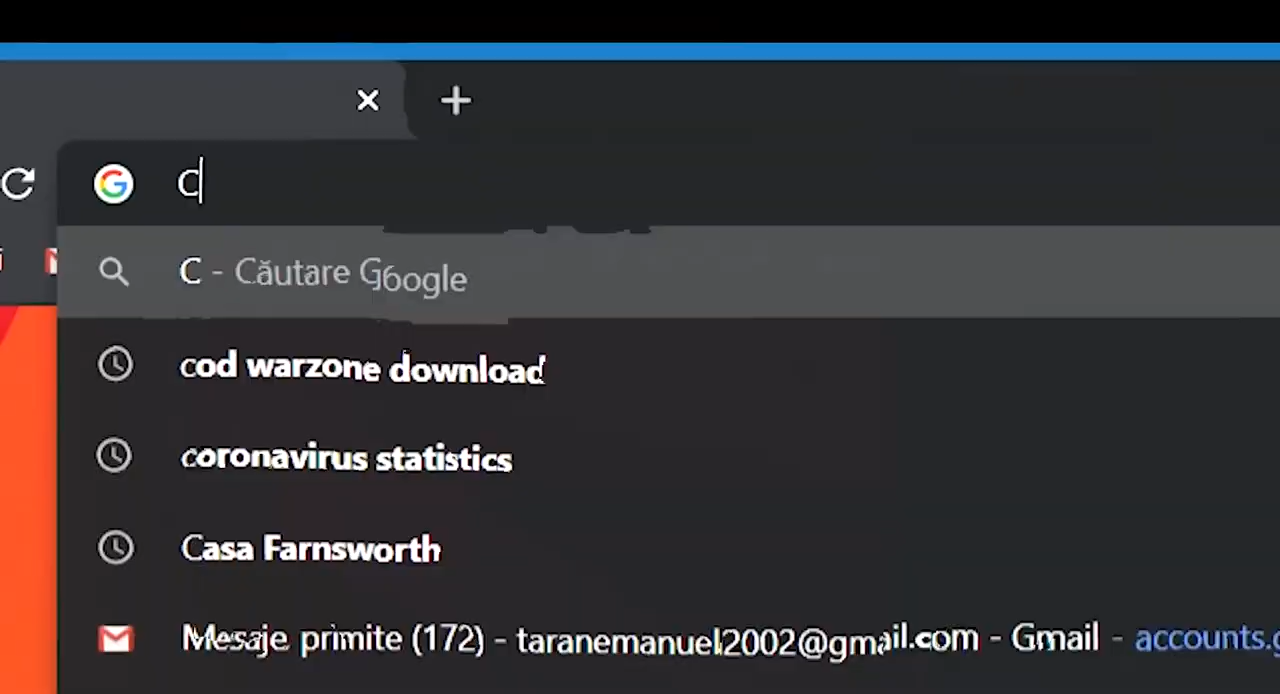 C
C - Căutare Google
cod warzone download
coronavirus statistics
Casa Farnsworth
Mesaje primite (172) - taranemanuel2002@gmail.com - Gmail - accounts.g